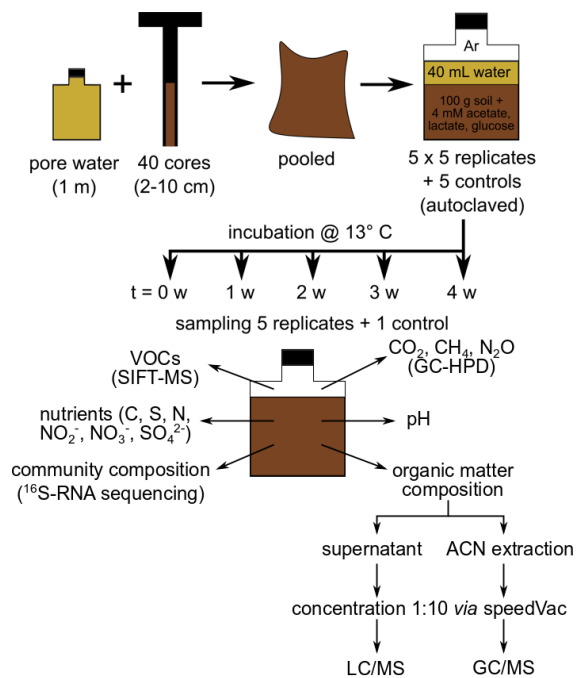 Ar
40 mL water
100 g soil +
4 mM acetate,
lactate, glucose
+
pore water
(1 m)
40 cores
(2-10 cm)
pooled
5 x 5 replicates
+ 5 controls
(autoclaved)
incubation @ 13° C
t = 0 w
1 w
2 w
3 w
4 w
sampling 5 replicates + 1 control
VOCs
(SIFT-MS)
CO₂, CH₄, N₂O
(GC-HPD)
nutrients (C, S, N,
NO₂⁻, NO₃⁻, SO₄²⁻)
pH
community composition
(¹⁶S-RNA sequencing)
organic matter
composition
supernatant
ACN extraction
concentration 1:10 via speedVac
LC/MS
GC/MS